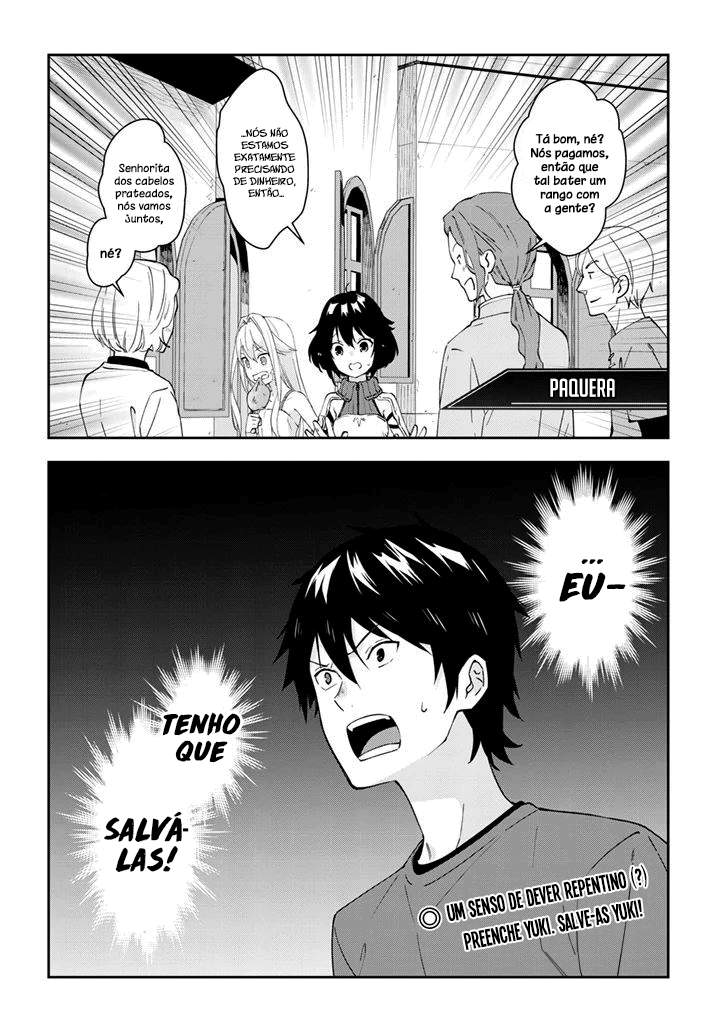 Tá bom, né?
Nós pagamos,
então que
tal bater um
rango com
a gente?
...NÓS NÃO
ESTAMOS
EXATAMENTE
PRECISANDO
DE DINHEIRO,
ENTÃO...
Senhorita
dos cabelos
prateados,
nós vamos
Juntos,
né?
PAQUERA
...
EU-
TENHO
QUE
SALVÁ-
LAS!
UM SENSO DE DEVER REPENTINO (?)
PREENCHE YUKI. SALVE-AS YUKI!